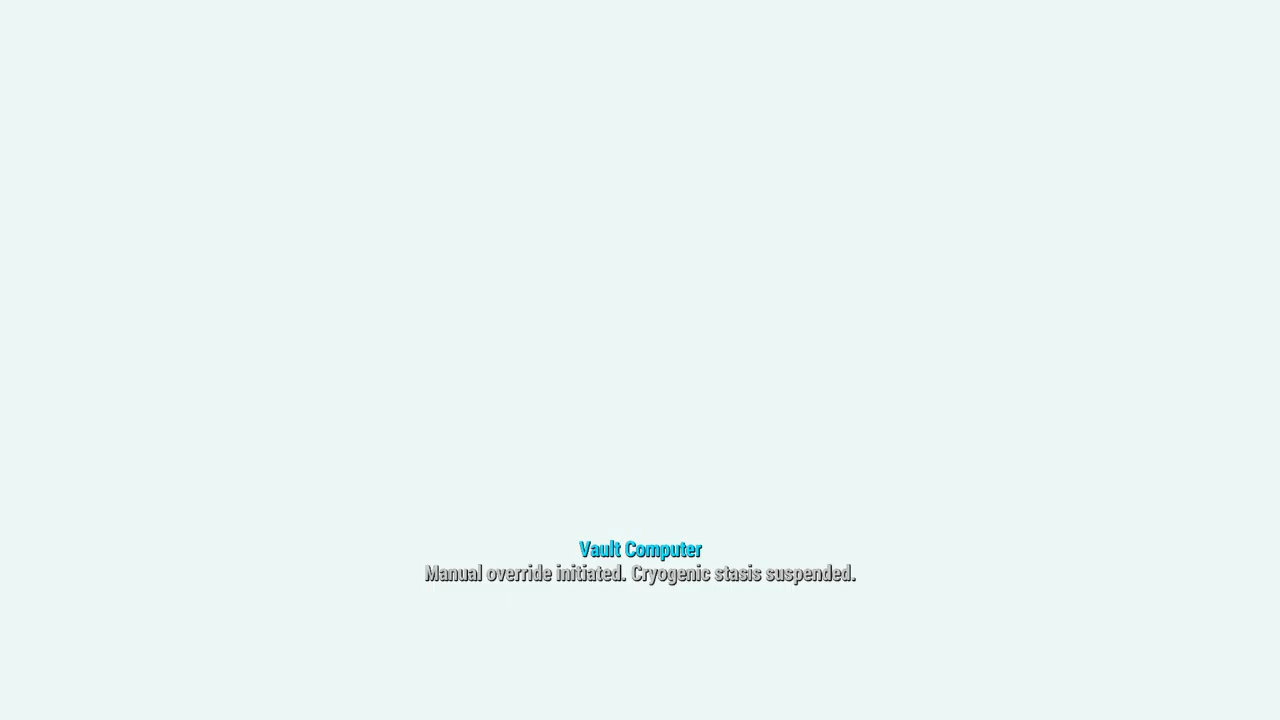 Vault Computer
Manual override initiated. Cryogenic stasis suspended.